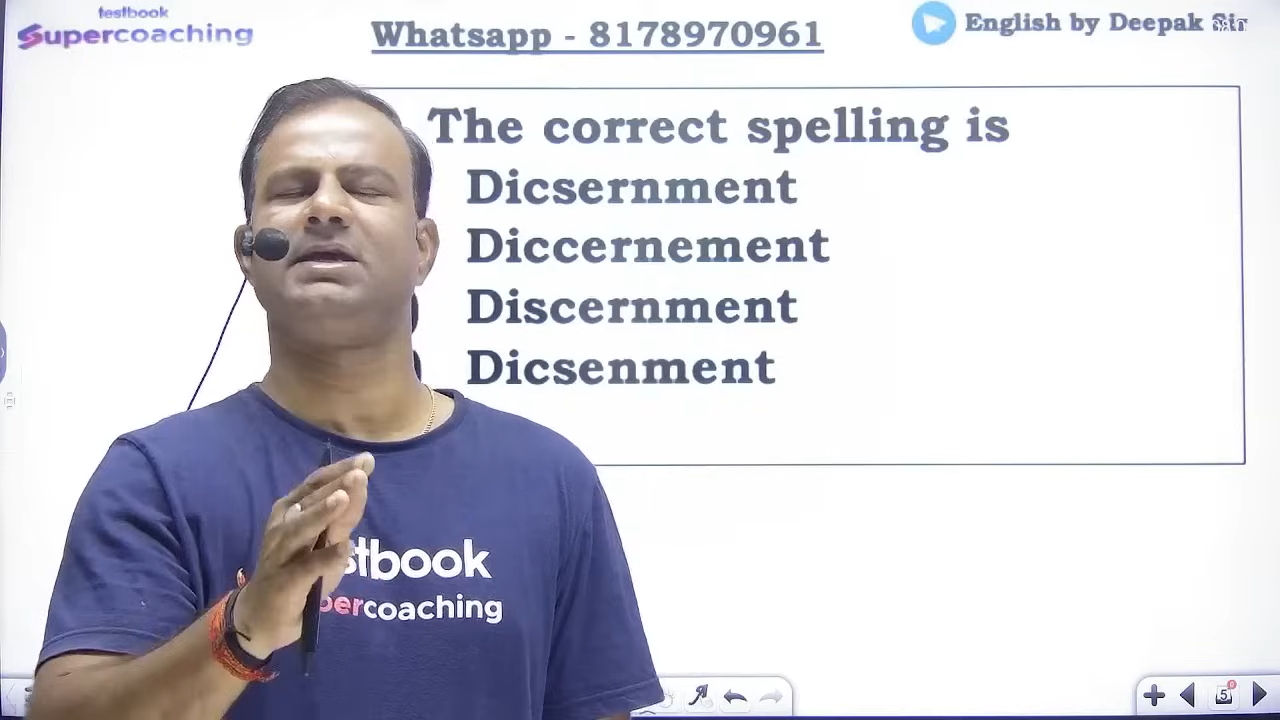 testbook
Supercoaching
Whatsapp - 8178970961
English by Deepak Sir
The correct spelling is
Dicsernment
Diccernement
Discernment
Dicsenment
stbook
percoaching
5